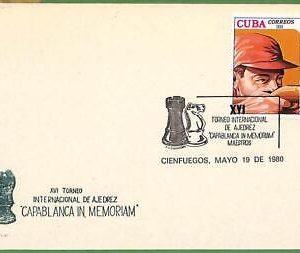 CUBA CORREOS
XVI
TORNEO INTERNACIONAL
DE AJEDREZ
"CAPABLANCA IN MEMORIAM"
MAESTROS
CIENFUEGOS, MAYO 19 DE 1980
XVI TORNEO
INTERNACIONAL DE AJEDREZ
"CAPABLANCA IN MEMORIAM"